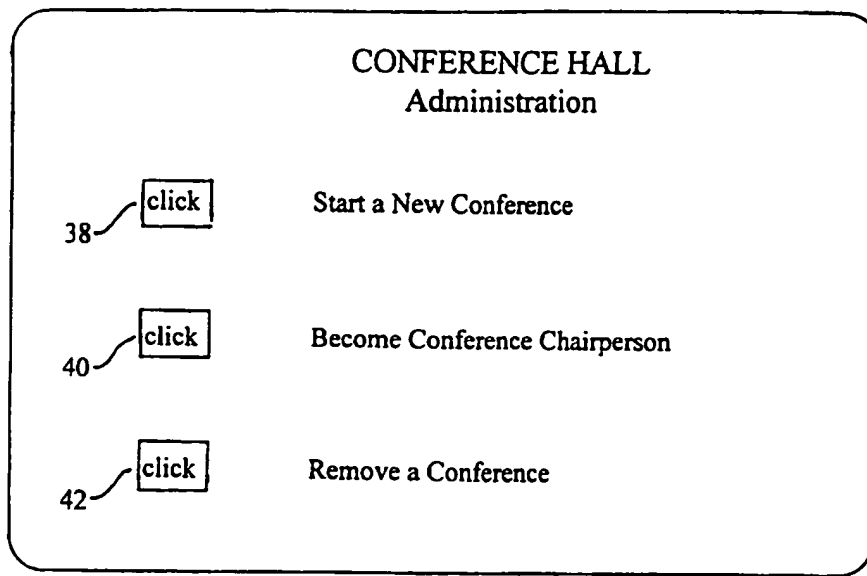 CONFERENCE HALL
Administration
click Start a New Conference
38
click Become Conference Chairperson
40
click Remove a Conference
42